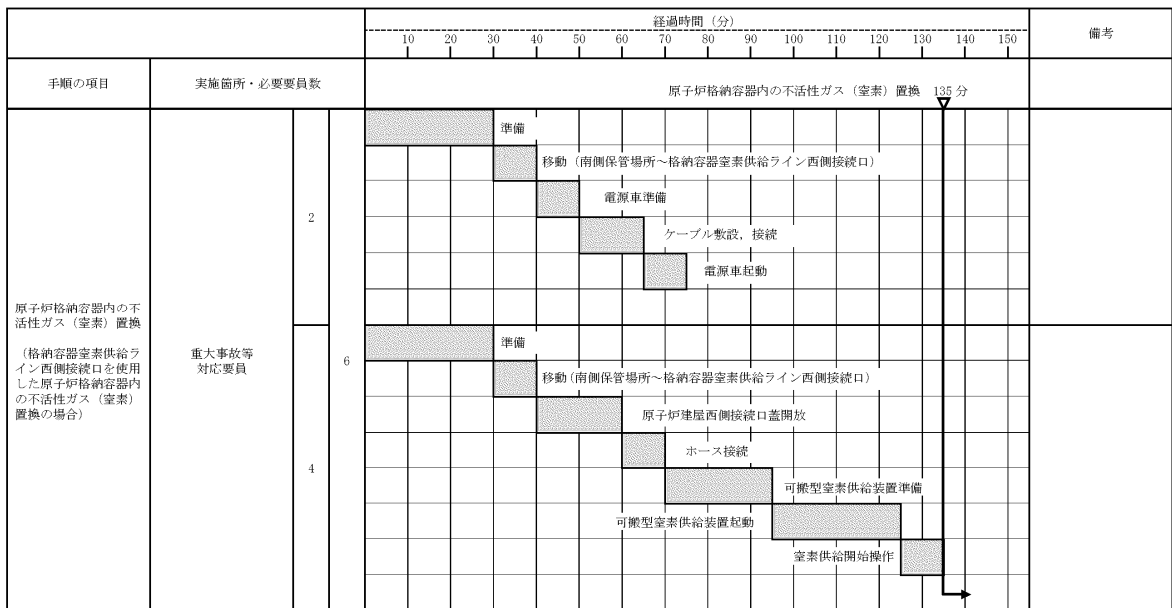 経過時間（分）
備考
10 20 30 40 50 60 70 80 90 100 110 120 130 140 150
手順の項目
実施箇所・必要要員数
原子炉格納容器内の不活性ガス（窒素）置換 135 分
原子炉格納容器内の不
活性ガス（窒素）置換
（格納容器窒素供給ラ
イン西側接続口を使用
した原子炉格納容器内
の不活性ガス（窒素）
置換の場合）
重大事故等
対応要員
6
2
準備
移動（南側保管場所～格納容器窒素供給ライン西側接続口）
電源車準備
ケーブル敷設，接続
電源車起動
4
準備
移動（南側保管場所～格納容器窒素供給ライン西側接続口）
原子炉建屋西側接続口蓋開放
ホース接続
可搬型窒素供給装置準備
可搬型窒素供給装置起動
窒素供給開始操作